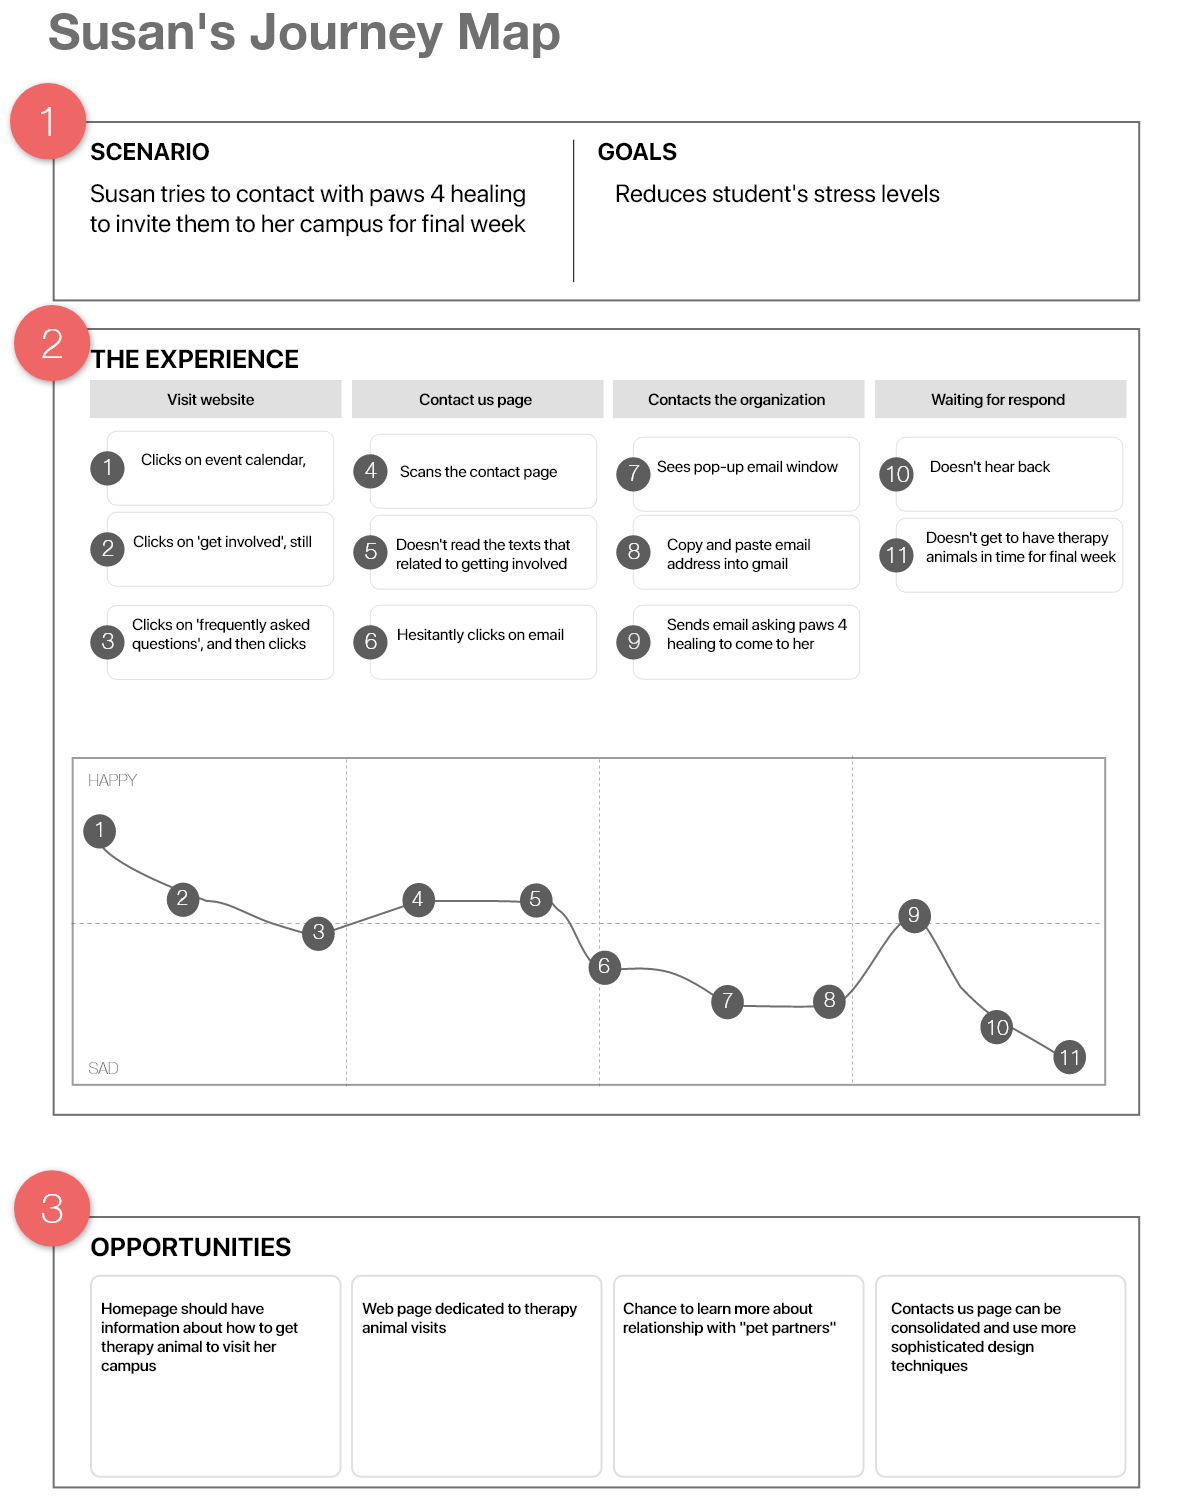 Susan's Journey Map
1
SCENARIO
Susan tries to contact with paws 4 healing
to invite them to her campus for final week
GOALS
Reduces student's stress levels
2
THE EXPERIENCE
Visit website
1
Clicks on event calendar,
2
Clicks on 'get involved', still
3
Clicks on 'frequently asked
questions', and then clicks
Contact us page
4
Scans the contact page
5
Doesn't read the texts that
related to getting involved
6
Hesitantly clicks on email
Contacts the organization
7
Sees pop-up email window
8
Copy and paste email
address into gmail
9
Sends email asking paws 4
healing to come to her
Waiting for respond
10
Doesn't hear back
11
Doesn't get to have therapy
animals in time for final week
HAPPY
1
2
3
4
5
6
7
8
9
10
11
SAD
3
OPPORTUNITIES
Homepage should have
information about how to get
therapy animal to visit her
campus
Web page dedicated to therapy
animal visits
Chance to learn more about
relationship with "pet partners"
Contacts us page can be
consolidated and use more
sophisticated design
techniques